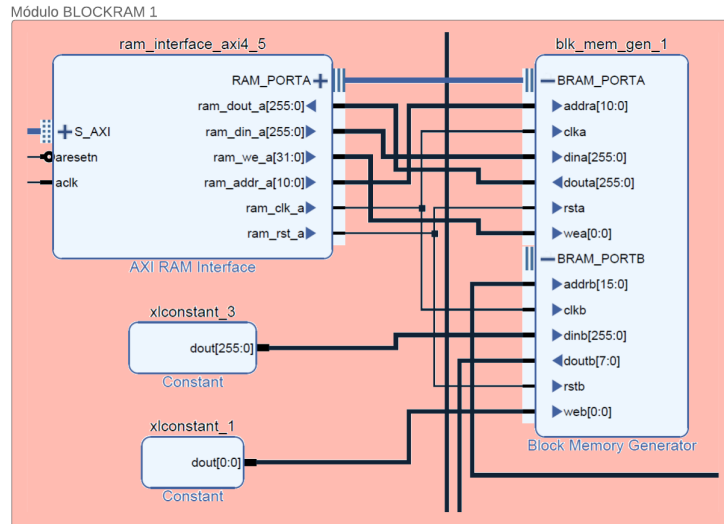 Módulo BLOCKRAM 1
ram_interface_axi4_5
RAM_PORTA
ram_dout_a[255:0]
S_AXI
ram_din_a[255:0]
aresetn
ram_we_a[31:0]
aclk
ram_addr_a[10:0]
ram_clk_a
ram_rst_a
AXI RAM Interface
xlconstant_3
dout[255:0]
Constant
xlconstant_1
dout[0:0]
Constant
blk_mem_gen_1
BRAM_PORTA
addra[10:0]
clka
dina[255:0]
douta[255:0]
rsta
wea[0:0]
BRAM_PORTB
addrb[15:0]
clkb
dinb[255:0]
doutb[7:0]
rstb
web[0:0]
Block Memory Generator